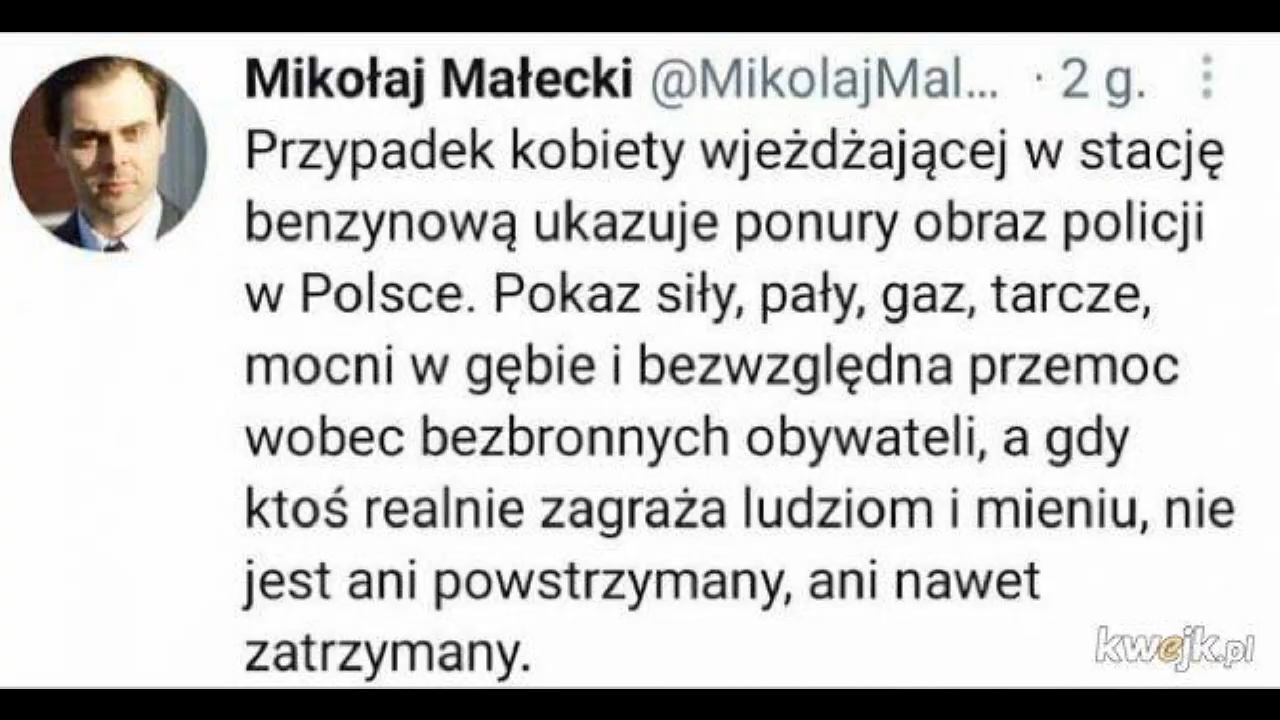 Mikołaj Małecki @MikolajMal... · 2 g.
Przypadek kobiety wjeżdżającej w stację
benzynową ukazuje ponury obraz policji
w Polsce. Pokaz siły, pały, gaz, tarcze,
mocni w gębie i bezwzględna przemoc
wobec bezbronnych obywateli, a gdy
ktoś realnie zagraża ludziom i mieniu, nie
jest ani powstrzymany, ani nawet
zatrzymany.
kwejk.pl